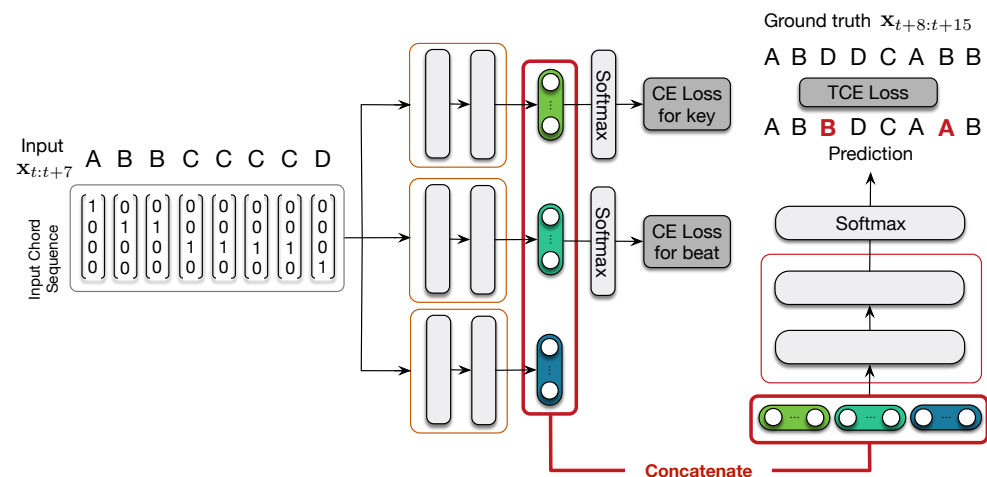 Ground truth x_{t+8:t+15}
A B D D C A B B
TCE Loss
A B B D C A A B
Prediction
Softmax
Softmax
CE Loss
for key
Softmax
CE Loss
for beat
Input
x_{t:t+7}
A B B C C C C D
Input Chord
Sequence
1 0 0 0 0 0 0 0
0 1 1 0 0 0 0 0
0 0 0 1 1 1 1 0
0 0 0 0 0 0 0 1
... ... ...
... ... ...
Concatenate